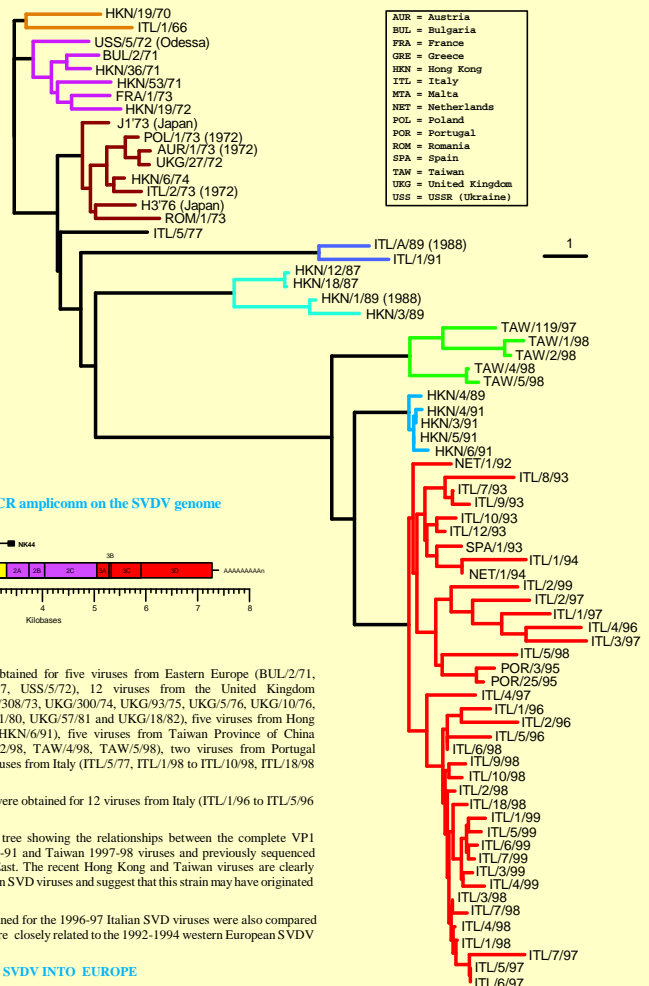 HKN/19/70
ITL/1/66
USS/5/72 (Odessa)
BUL/2/71
HKN/36/71
HKN/53/71
FRA/1/73
HKN/19/72
J1'73 (Japan)
POL/1/73 (1972)
AUR/1/73 (1972)
UKG/27/72
HKN/6/74
ITL/2/73 (1972)
H3'76 (Japan)
ROM/1/73
ITL/5/77
AUR = Austria
BUL = Bulgaria
FRA = France
GRE = Greece
HKN = Hong Kong
ITL = Italy
MTA = Malta
NET = Netherlands
POL = Poland
POR = Portugal
ROM = Romania
SPA = Spain
TAW = Taiwan
UKG = United Kingdom
USS = USSR (Ukraine)
1
ITL/A/89 (1988)
ITL/1/91
HKN/12/87
HKN/18/87
HKN/1/89 (1988)
HKN/3/89
TAW/119/97
TAW/1/98
TAW/2/98
TAW/4/98
TAW/5/98
HKN/4/89
HKN/4/91
HKN/3/91
HKN/5/91
HKN/6/91
NET/1/92
ITL/8/93
ITL/7/93
ITL/9/93
ITL/10/93
ITL/12/93
SPA/1/93
ITL/1/94
NET/1/94
ITL/2/99
ITL/2/97
ITL/1/97
ITL/4/96
ITL/3/97
ITL/5/98
POR/3/95
POR/25/95
ITL/4/97
ITL/1/96
ITL/2/96
ITL/5/96
ITL/6/98
ITL/9/98
ITL/10/98
ITL/2/98
ITL/18/98
ITL/1/99
ITL/5/99
ITL/6/99
ITL/7/99
ITL/3/99
ITL/4/99
ITL/3/98
ITL/7/98
ITL/4/98
ITL/1/98
ITL/7/97
ITL/5/97
ITL/6/97
CR ampliconm on the SVDV genome
NK44
3B
2A 2B 2C 3A 3C 3D AAAAAAAAAn
4 5 6 7 8
Kilobases
btained for five viruses from Eastern Europe (BUL/2/71,
7, USS/5/72), 12 viruses from the United Kingdom
/308/73, UKG/300/74, UKG/93/75, UKG/5/76, UKG/10/76,
1/80, UKG/57/81 and UKG/18/82), five viruses from Hong
HKN/6/91), five viruses from Taiwan Province of China
2/98, TAW/4/98, TAW/5/98), two viruses from Portugal
uses from Italy (ITL/5/77, ITL/1/98 to ITL/10/98, ITL/18/98
were obtained for 12 viruses from Italy (ITL/1/96 to ITL/5/96
tree showing the relationships between the complete VP1
-91 and Taiwan 1997-98 viruses and previously sequenced
East. The recent Hong Kong and Taiwan viruses are clearly
n SVD viruses and suggest that this strain may have originated
ned for the 1996-97 Italian SVD viruses were also compared
re closely related to the 1992-1994 western European SVDV
SVDV INTO EUROPE